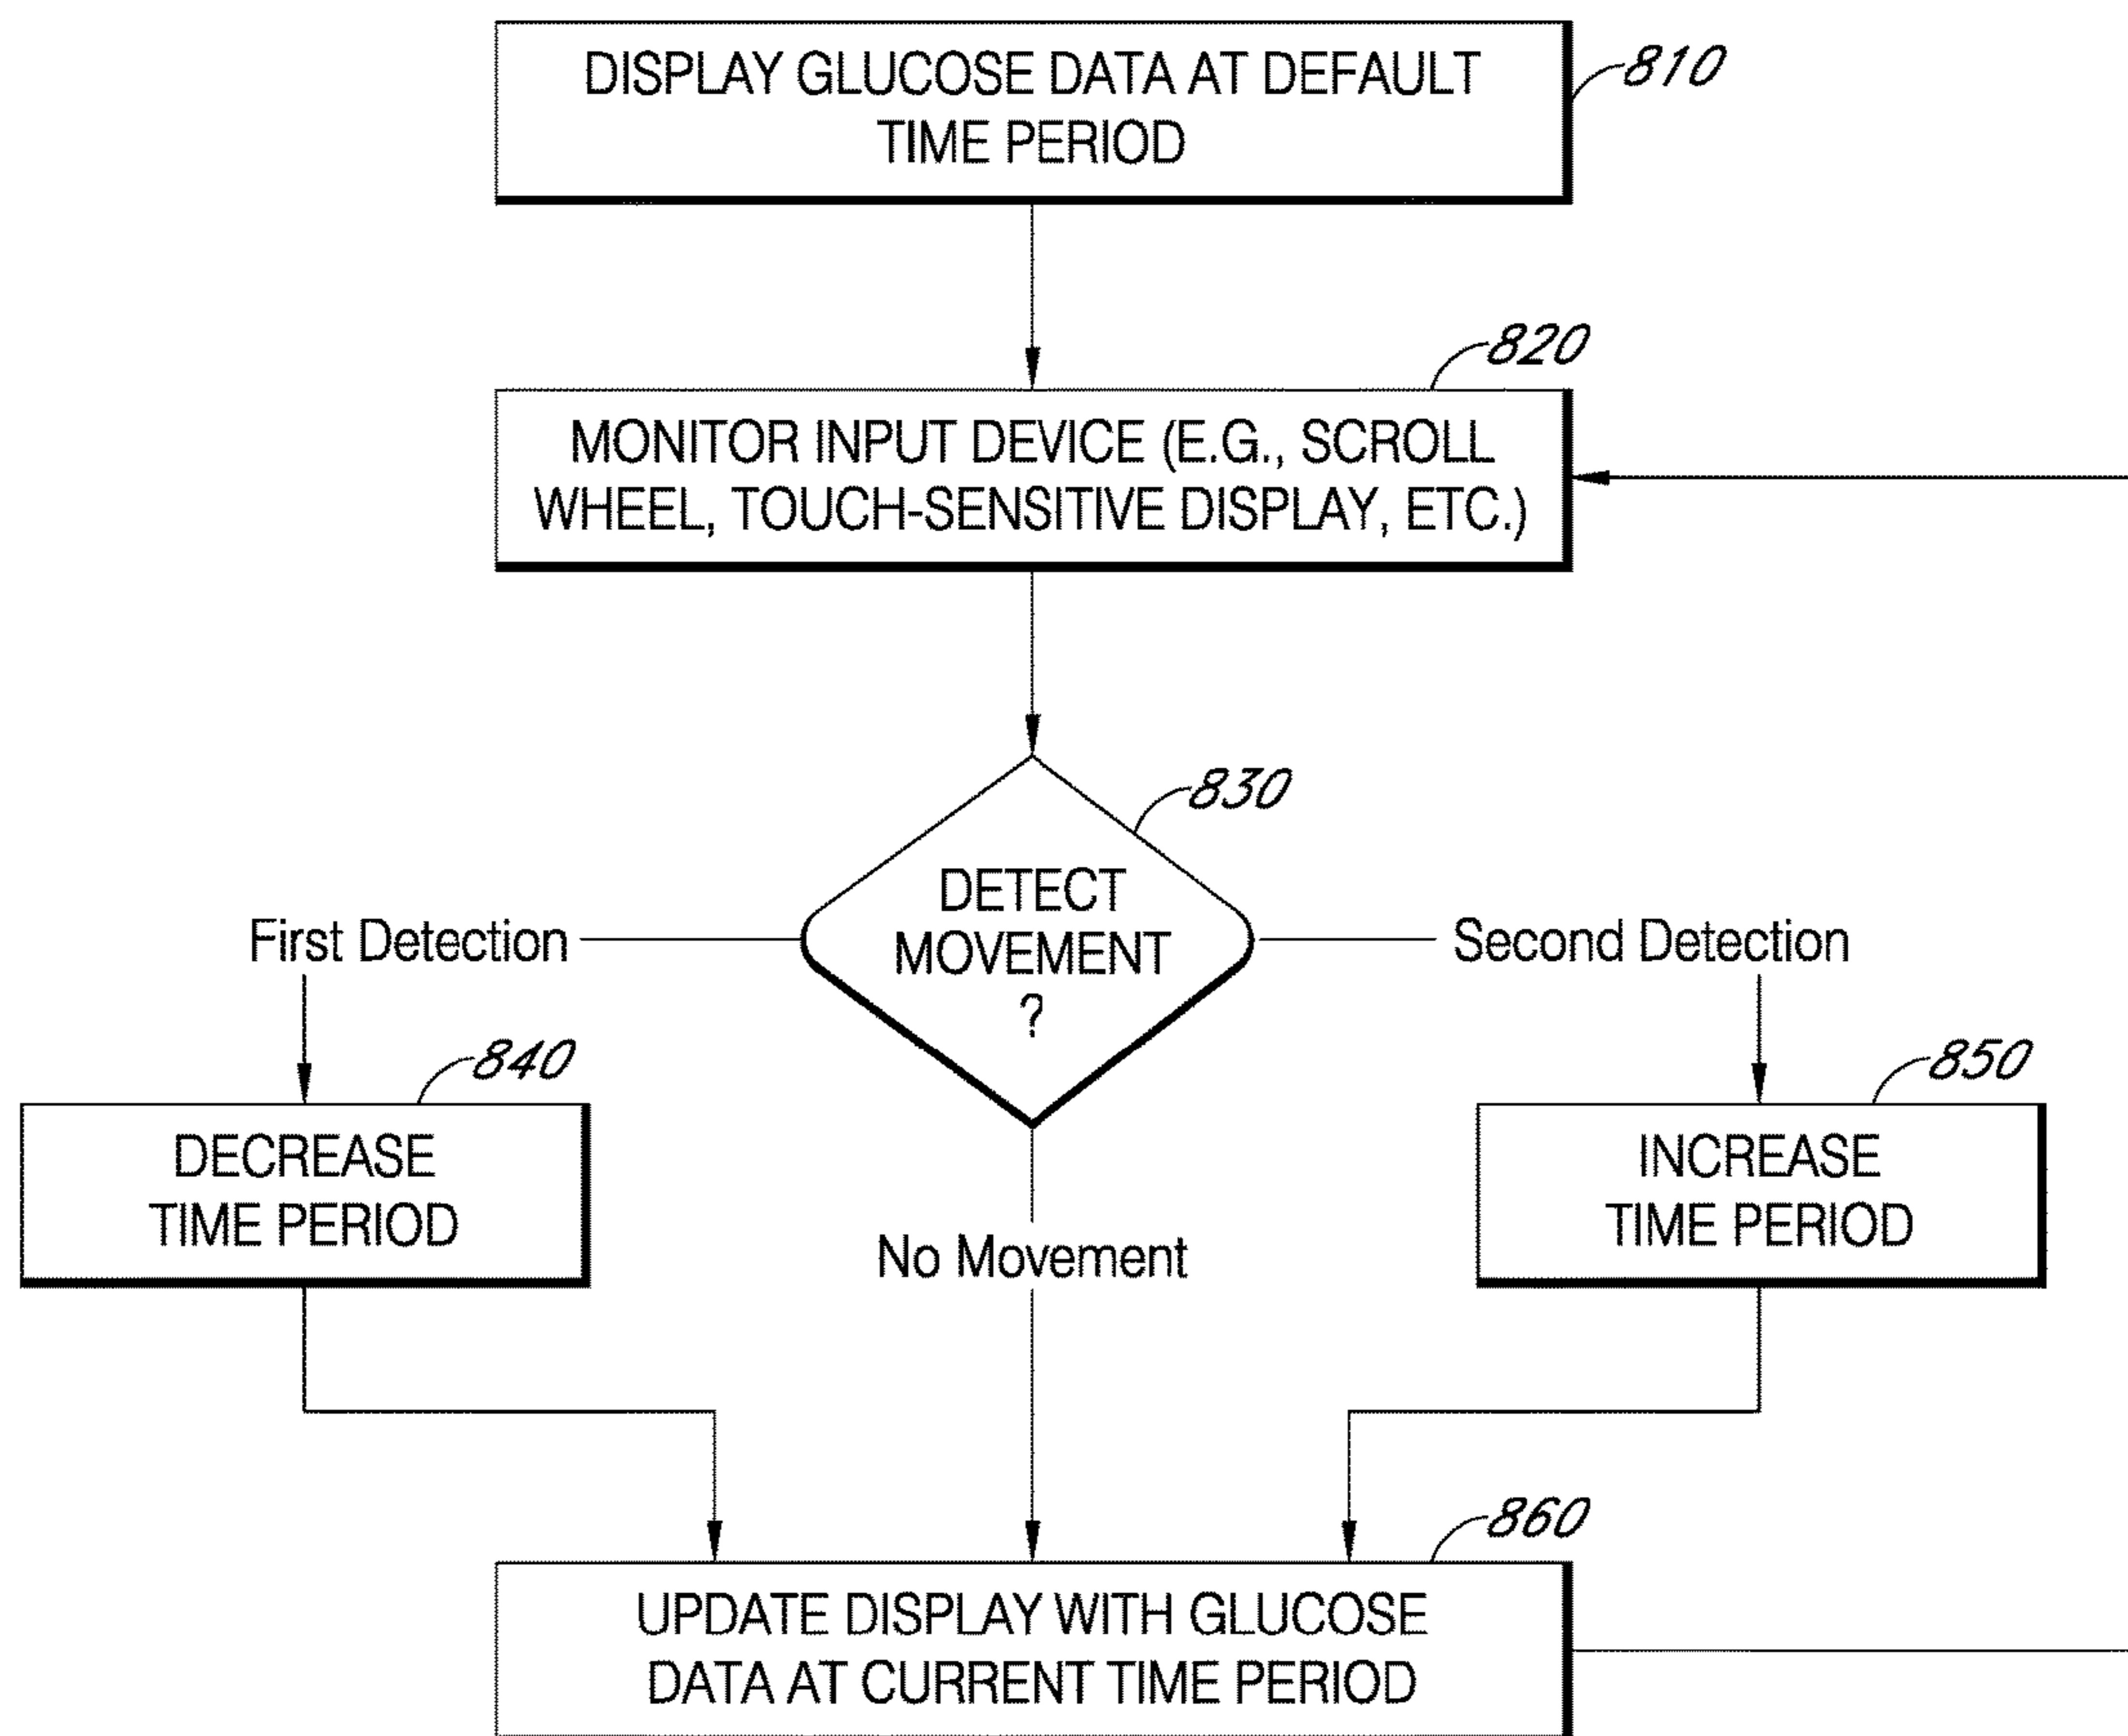 DISPLAY GLUCOSE DATA AT DEFAULT
TIME PERIOD
810
820
MONITOR INPUT DEVICE (E.G., SCROLL
WHEEL, TOUCH-SENSITIVE DISPLAY, ETC.)
830
DETECT
MOVEMENT
?
First Detection
Second Detection
840
850
DECREASE
TIME PERIOD
INCREASE
TIME PERIOD
No Movement
860
UPDATE DISPLAY WITH GLUCOSE
DATA AT CURRENT TIME PERIOD